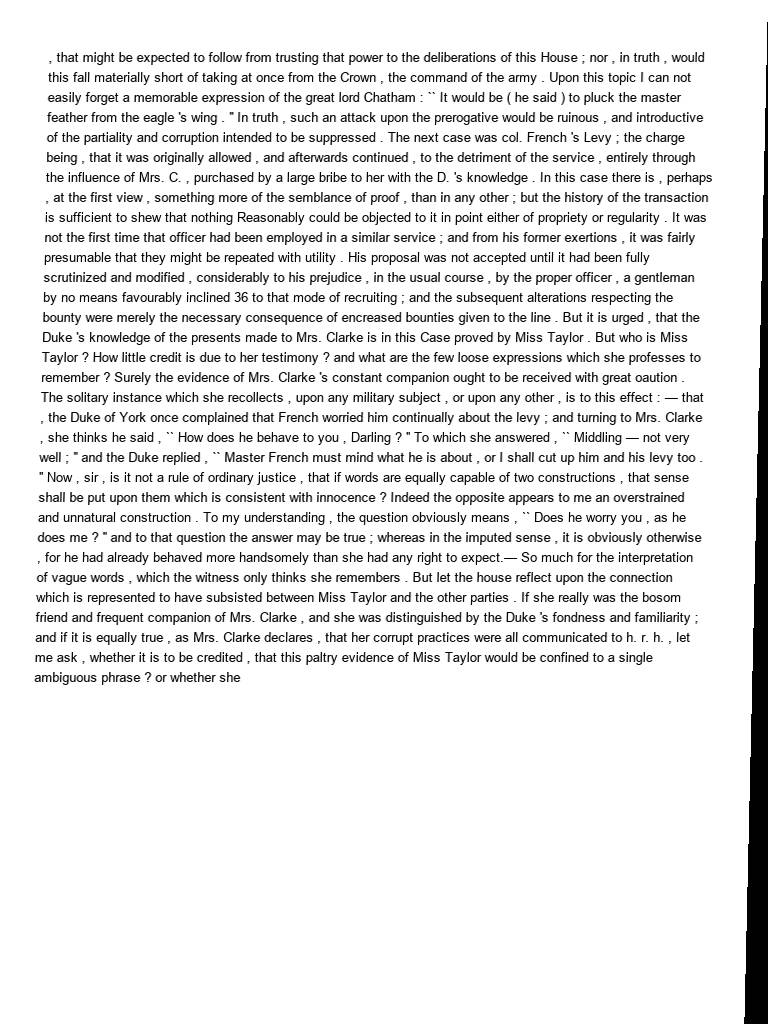 , that might be expected to follow from trusting that power to the deliberations of this House ; nor , in truth , would
this fall materially short of taking at once from the Crown , the command of the army . Upon this topic I can not
easily forget a memorable expression of the great lord Chatham : `` It would be ( he said ) to pluck the master
feather from the eagle 's wing . " In truth , such an attack upon the prerogative would be ruinous , and introductive
of the partiality and corruption intended to be suppressed . The next case was col. French 's Levy ; the charge
being , that it was originally allowed , and afterwards continued , to the detriment of the service , entirely through
the influence of Mrs. C. , purchased by a large bribe to her with the D. 's knowledge . In this case there is , perhaps
, at the first view , something more of the semblance of proof , than in any other ; but the history of the transaction
is sufficient to shew that nothing Reasonably could be objected to it in point either of propriety or regularity . It was
not the first time that officer had been employed in a similar service ; and from his former exertions , it was fairly
presumable that they might be repeated with utility . His proposal was not accepted until it had been fully
scrutinized and modified , considerably to his prejudice , in the usual course , by the proper officer , a gentleman
by no means favourably inclined 36 to that mode of recruiting ; and the subsequent alterations respecting the
bounty were merely the necessary consequence of encreased bounties given to the line . But it is urged , that the
Duke 's knowledge of the presents made to Mrs. Clarke is in this Case proved by Miss Taylor . But who is Miss
Taylor ? How little credit is due to her testimony ? and what are the few loose expressions which she professes to
remember ? Surely the evidence of Mrs. Clarke 's constant companion ought to be received with great oaution .
The solitary instance which she recollects , upon any military subject , or upon any other , is to this effect : — that
, the Duke of York once complained that French worried him continually about the levy ; and turning to Mrs. Clarke
, she thinks he said , `` How does he behave to you , Darling ? " To which she answered , `` Middling — not very
well ; " and the Duke replied , `` Master French must mind what he is about , or I shall cut up him and his levy too .
" Now , sir , is it not a rule of ordinary justice , that if words are equally capable of two constructions , that sense
shall be put upon them which is consistent with innocence ? Indeed the opposite appears to me an overstrained
and unnatural construction . To my understanding , the question obviously means , `` Does he worry you , as he
does me ? " and to that question the answer may be true ; whereas in the imputed sense , it is obviously otherwise
, for he had already behaved more handsomely than she had any right to expect.— So much for the interpretation
of vague words , which the witness only thinks she remembers . But let the house reflect upon the connection
which is represented to have subsisted between Miss Taylor and the other parties . If she really was the bosom
friend and frequent companion of Mrs. Clarke , and she was distinguished by the Duke 's fondness and familiarity ;
and if it is equally true , as Mrs. Clarke declares , that her corrupt practices were all communicated to h. r. h. , let
me ask , whether it is to be credited , that this paltry evidence of Miss Taylor would be confined to a single
ambiguous phrase ? or whether she